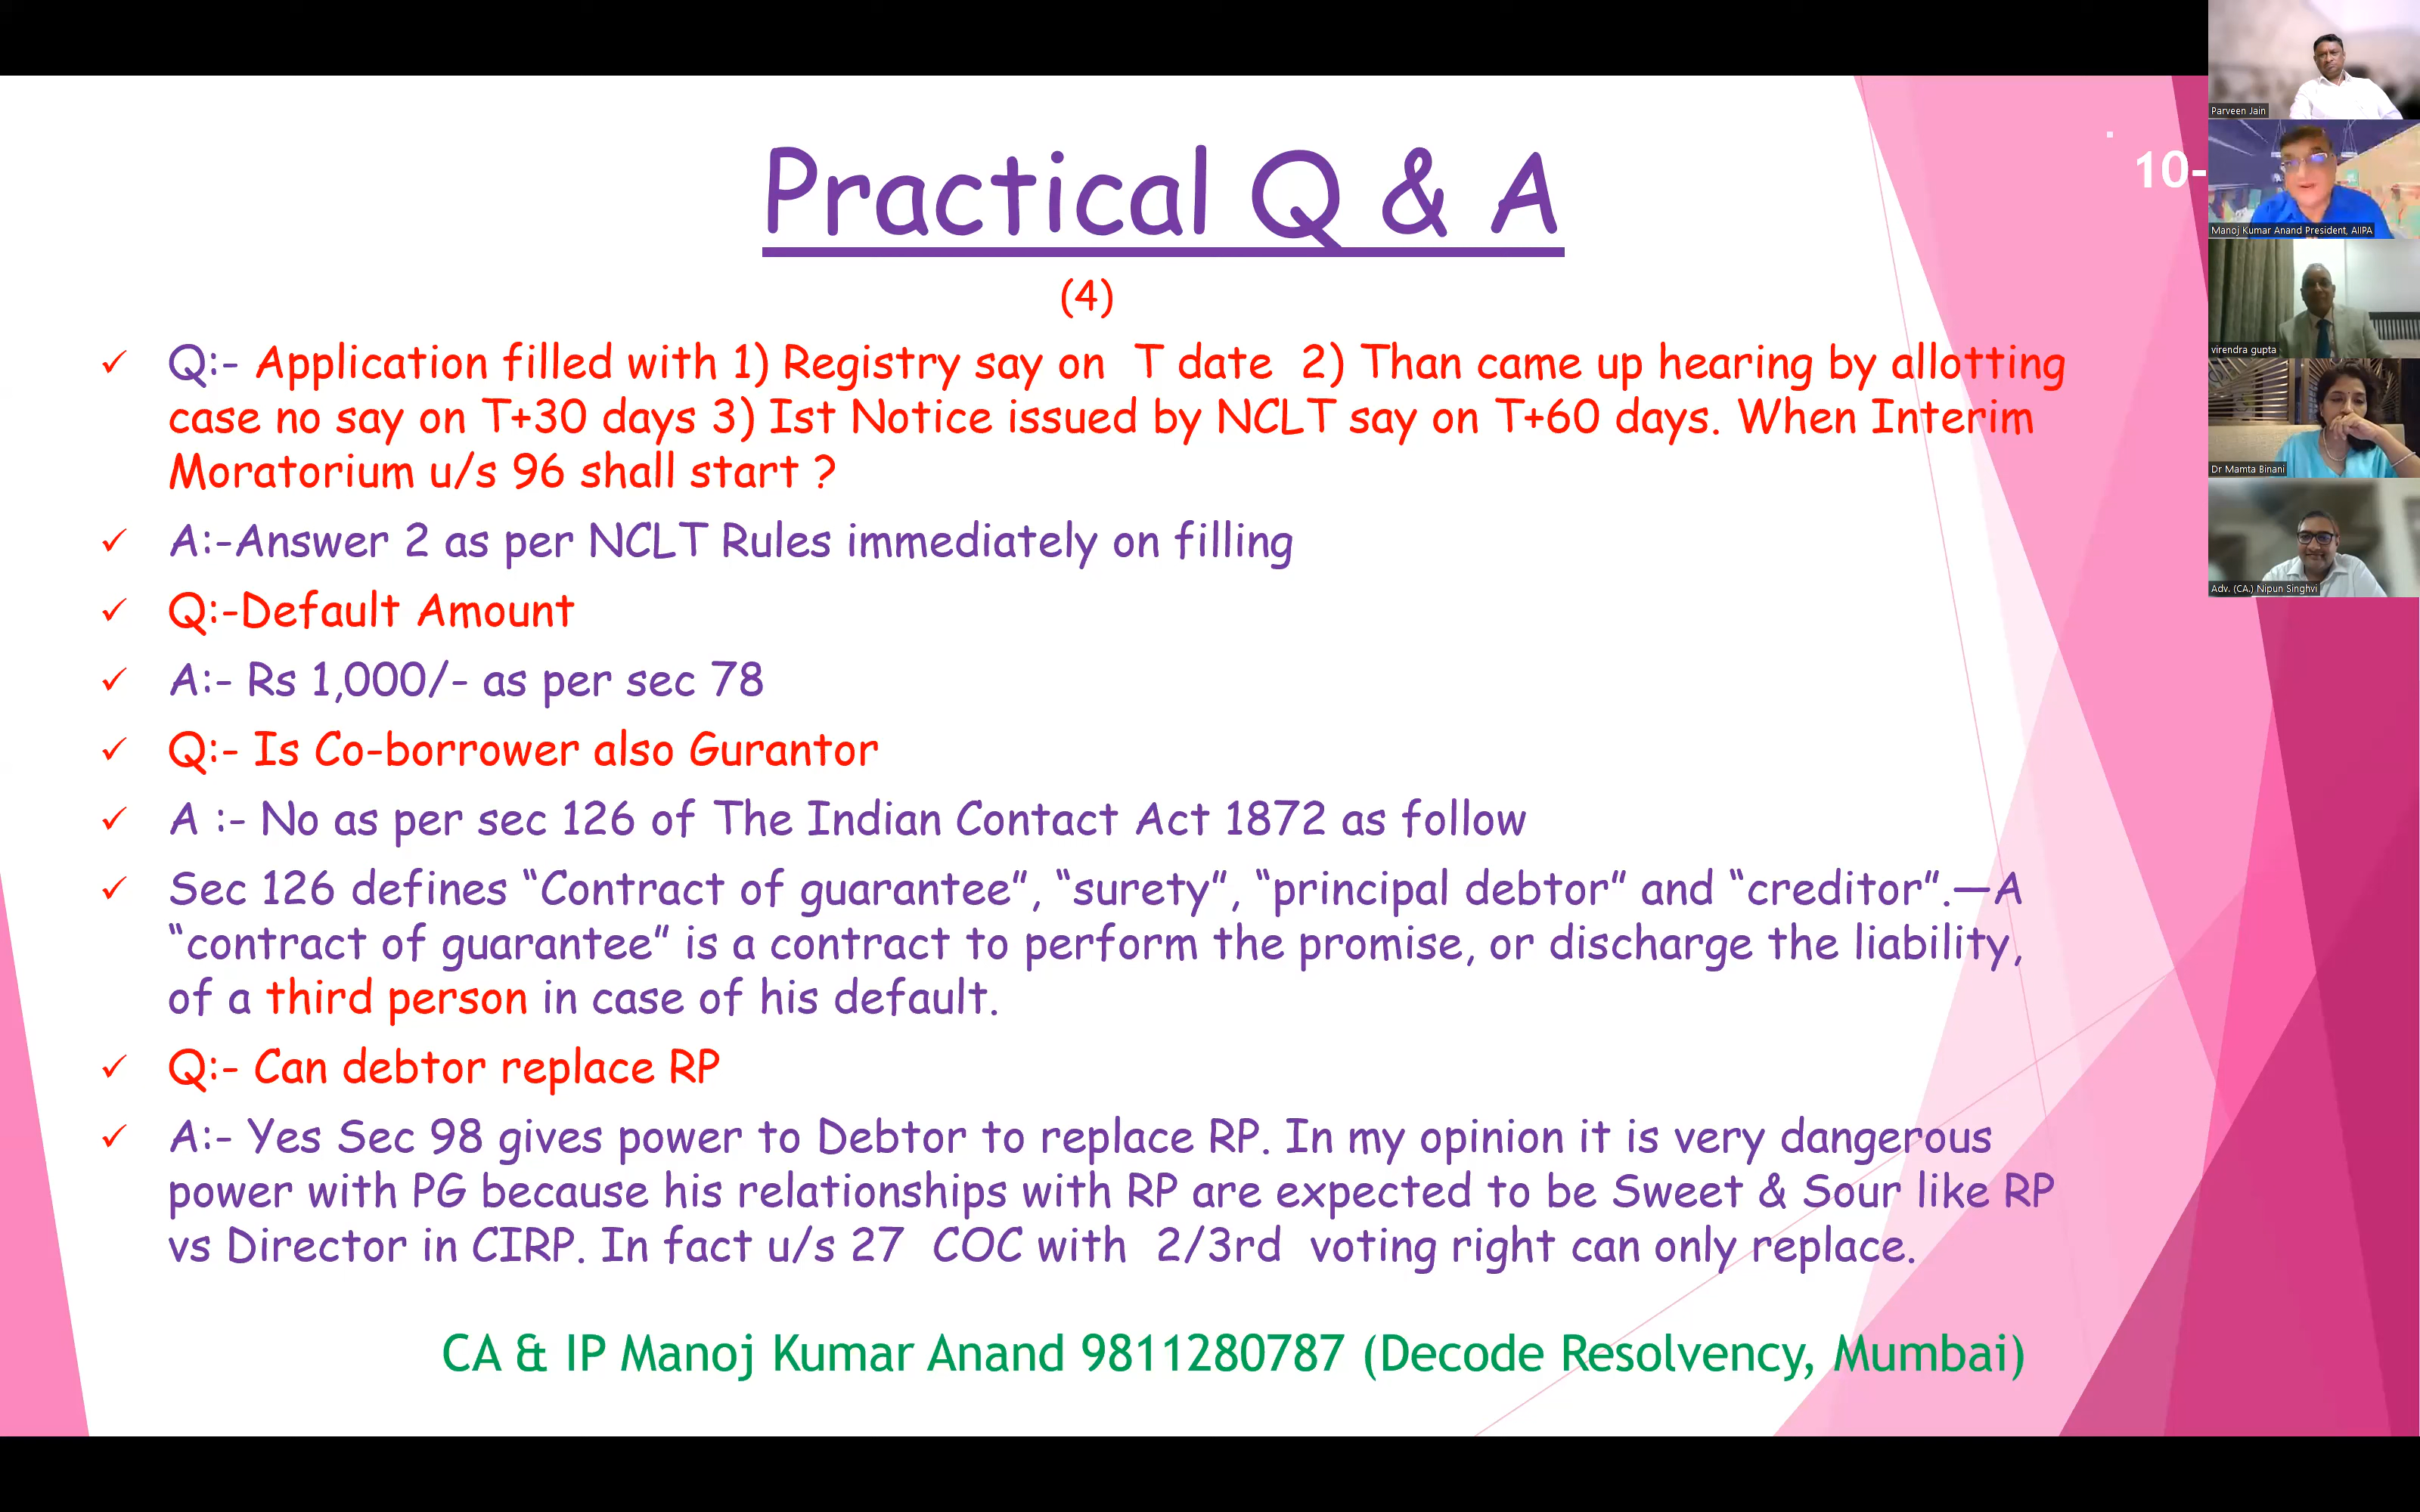 Practical Q & A
(4)
Q:- Application filled with 1) Registry say on T date 2) Than came up hearing by allotting
case no say on T+30 days 3) Ist Notice issued by NCLT say on T+60 days. When Interim
Moratorium u/s 96 shall start ?
A:-Answer 2 as per NCLT Rules immediately on filling
Q:-Default Amount
A:- Rs 1,000/- as per sec 78
Q:- Is Co-borrower also Gurantor
A :- No as per sec 126 of The Indian Contact Act 1872 as follow
Sec 126 defines “Contract of guarantee”, “surety”, “principal debtor” and “creditor”.—A
“contract of guarantee” is a contract to perform the promise, or discharge the liability,
of a third person in case of his default.
Q:- Can debtor replace RP
A:- Yes Sec 98 gives power to Debtor to replace RP. In my opinion it is very dangerous
power with PG because his relationships with RP are expected to be Sweet & Sour like RP
vs Director in CIRP. In fact u/s 27 COC with 2/3rd voting right can only replace.
CA & IP Manoj Kumar Anand 9811280787 (Decode Resolvency, Mumbai)
10-
Parveen Jain
Manoj Kumar Anand President, AIIPA
virendra gupta
Dr Mamta Binani
Adv. (CA.) Nipun Singhvi